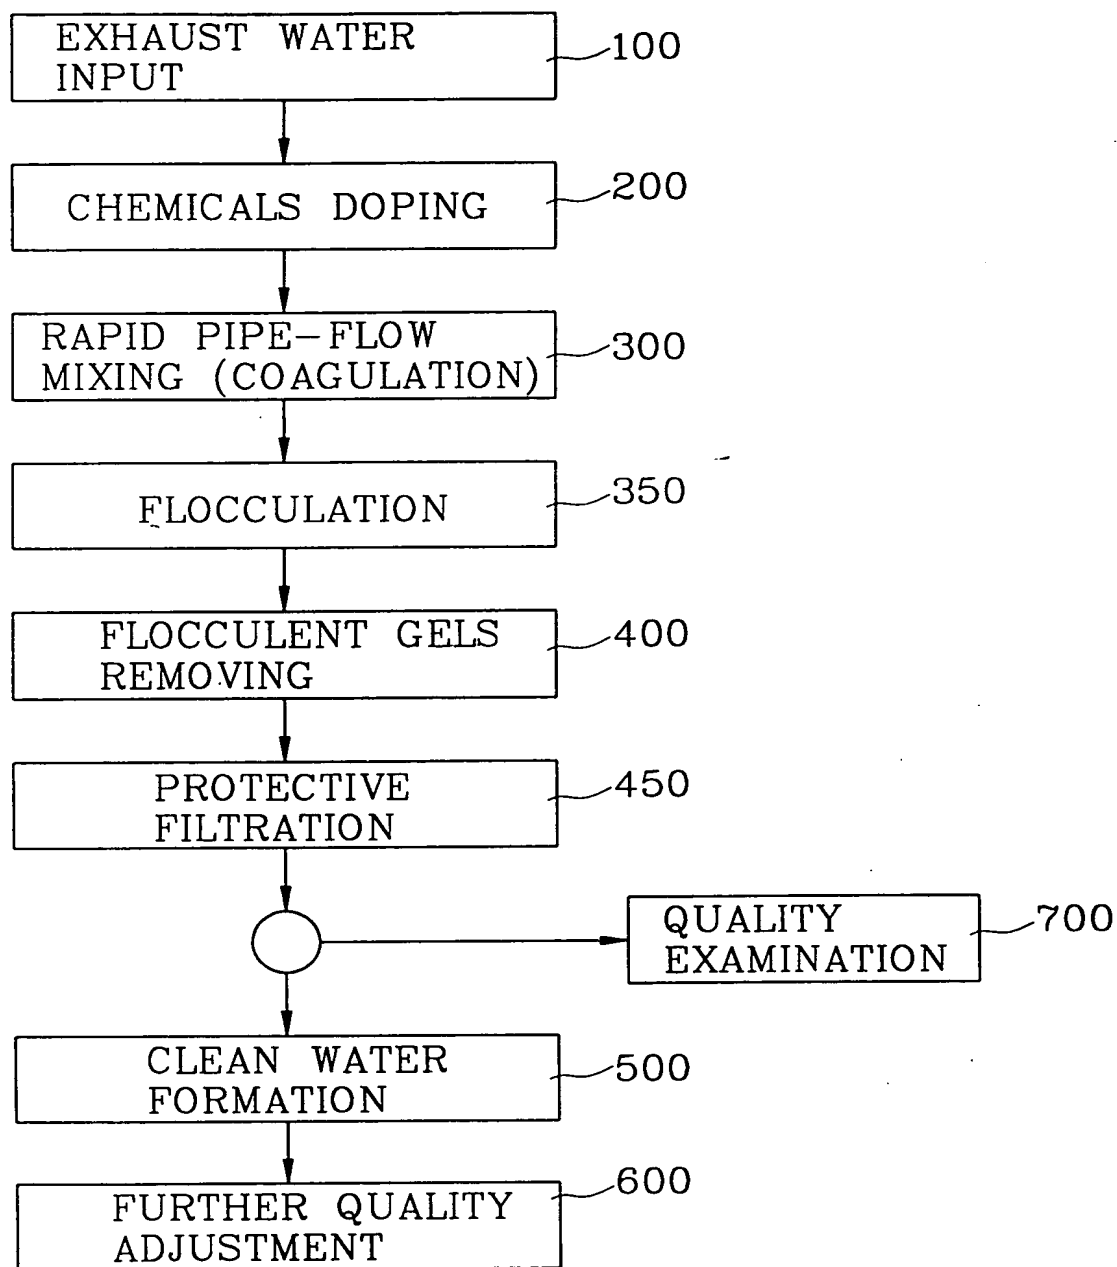 EXHAUST WATER
INPUT
100
CHEMICALS DOPING
200
RAPID PIPE-FLOW
MIXING (COAGULATION)
300
FLOCCULATION
350
FLOCCULENT GELS
REMOVING
400
PROTECTIVE
FILTRATION
450
QUALITY
EXAMINATION
700
CLEAN WATER
FORMATION
500
FURTHER QUALITY
ADJUSTMENT
600